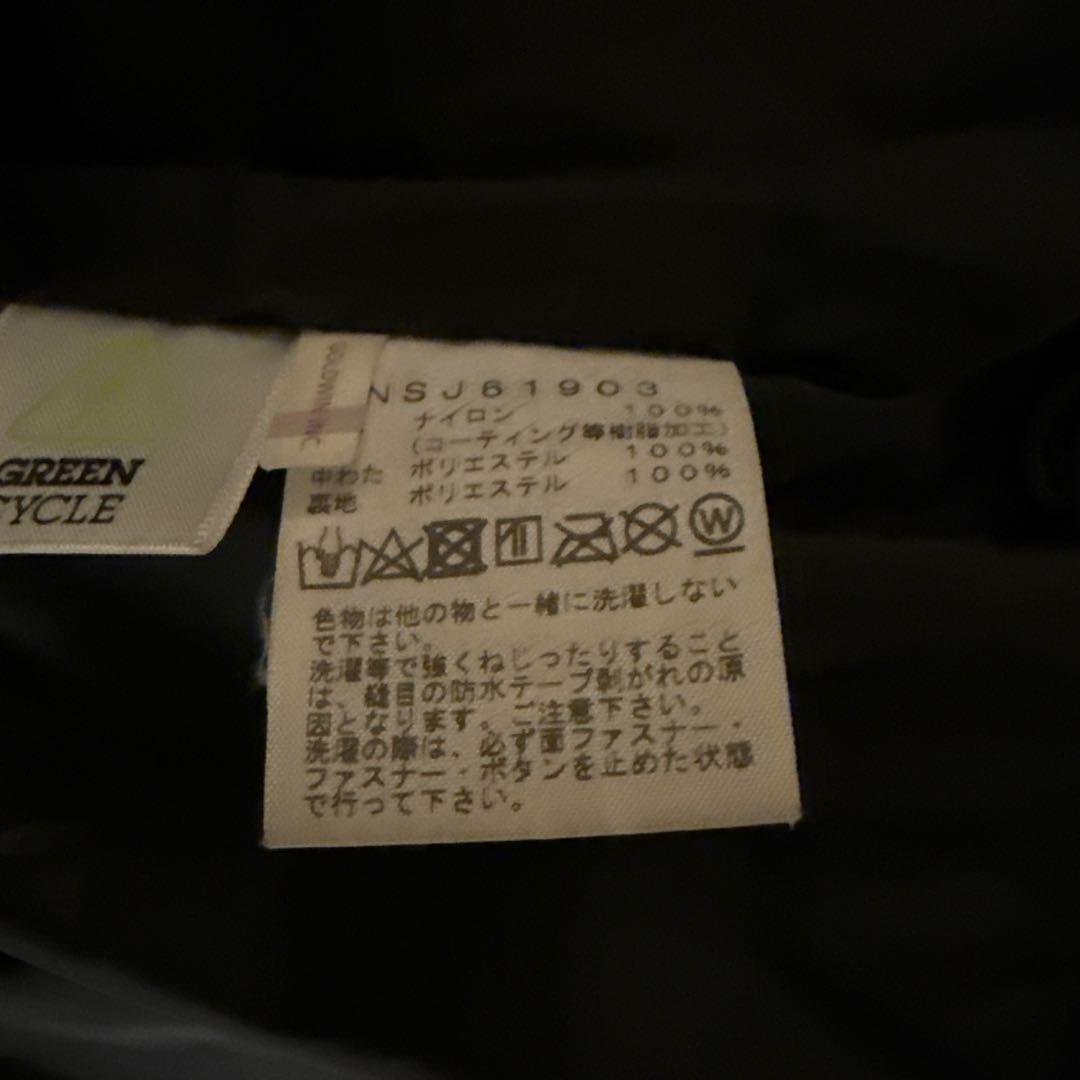 GREEN
CYCLE
GOLDWIN INC
NSJ61903
ナイロン 100%
(コーティング等樹脂加工)
中わた ポリエステル 100%
裏地 ポリエステル 100%
W
色物は他の物と一緒に洗濯しない
で下さい。
洗濯等で強くねじったりすること
は、縫目の防水テープ剥がれの原
因となります。ご注意下さい。
洗濯の際は、必ず面ファスナー・
ファスナー・ボタンを止めた状態
で行って下さい。